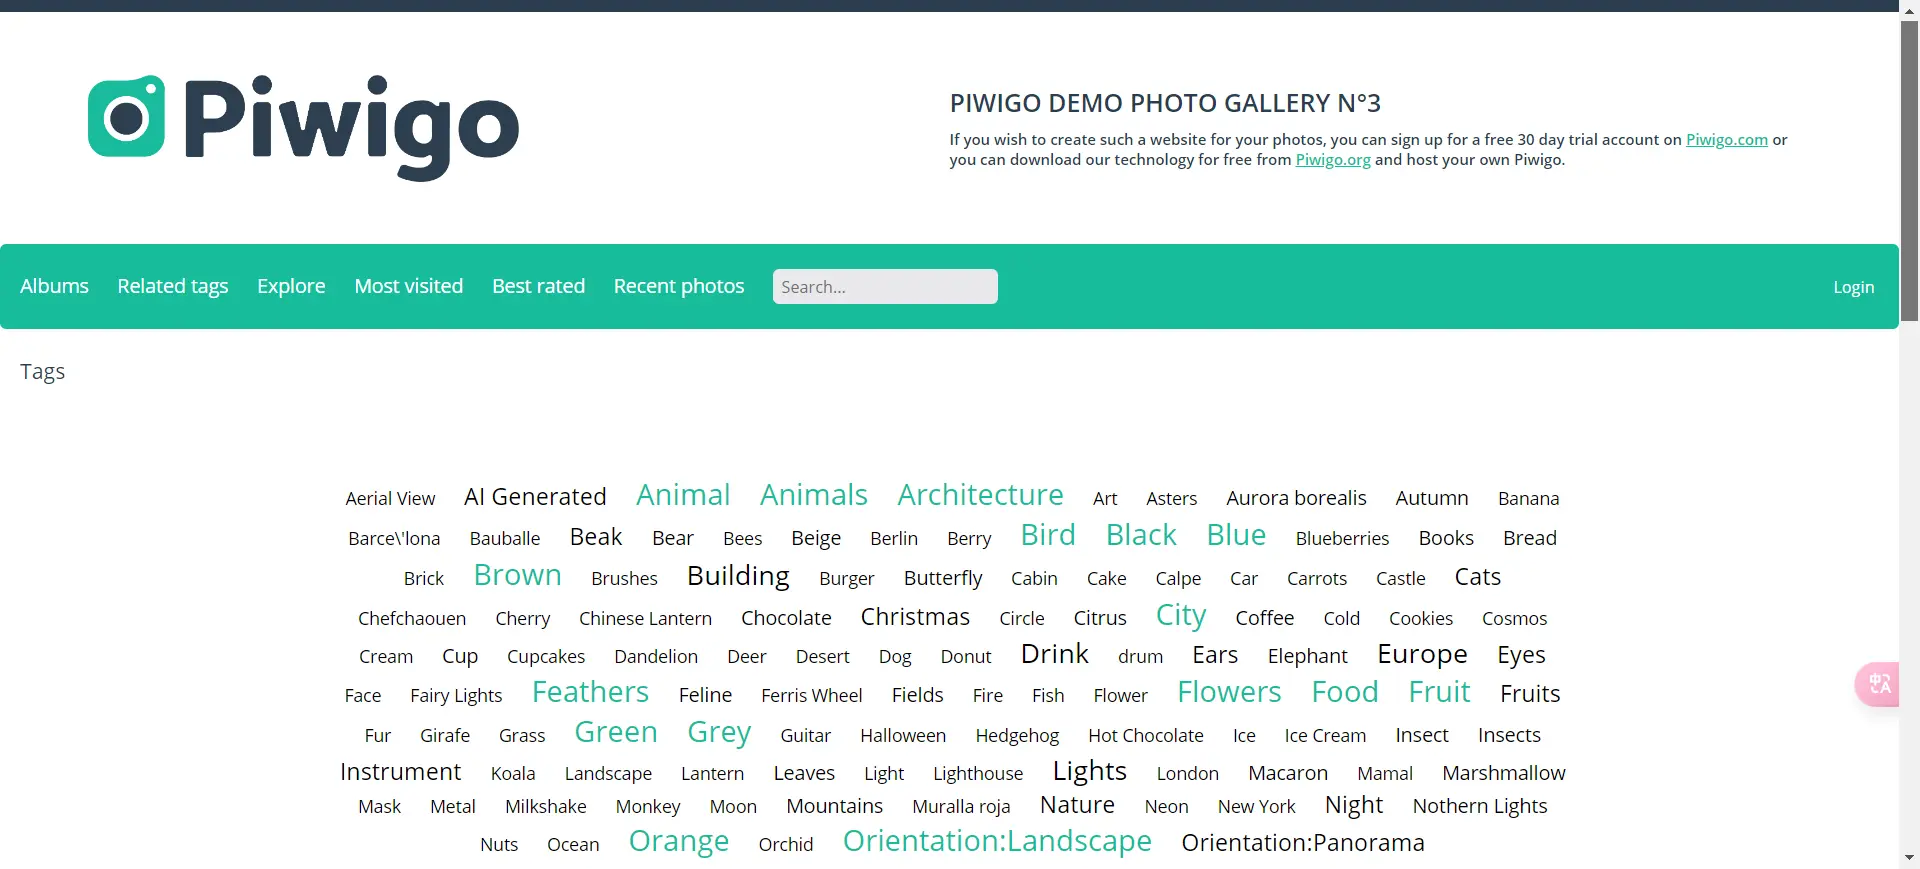 Piwigo
PIWIGO DEMO PHOTO GALLERY N°3
If you wish to create such a website for your photos, you can sign up for a free 30 day trial account on Piwigo.com or
you can download our technology for free from Piwigo.org and host your own Piwigo.
Albums Related tags Explore Most visited Best rated Recent photos Search... Login
Tags
Aerial View AI Generated Animal Animals Architecture Art Asters Aurora borealis Autumn Banana
Barce\'lona Bauballe Beak Bear Bees Beige Berlin Berry Bird Black Blue Blueberries Books Bread
Brick Brown Brushes Building Burger Butterfly Cabin Cake Calpe Car Carrots Castle Cats
Chefchaouen Cherry Chinese Lantern Chocolate Christmas Circle Citrus City Coffee Cold Cookies Cosmos
Cream Cup Cupcakes Dandelion Deer Desert Dog Donut Drink drum Ears Elephant Europe Eyes
Face Fairy Lights Feathers Feline Ferris Wheel Fields Fire Fish Flower Flowers Food Fruit Fruits
Fur Girafe Grass Green Grey Guitar Halloween Hedgehog Hot Chocolate Ice Ice Cream Insect Insects
Instrument Koala Landscape Lantern Leaves Light Lighthouse Lights London Macaron Mamal Marshmallow
Mask Metal Milkshake Monkey Moon Mountains Muralla roja Nature Neon New York Night Nothern Lights
Nuts Ocean Orange Orchid Orientation:Landscape Orientation:Panorama
中A